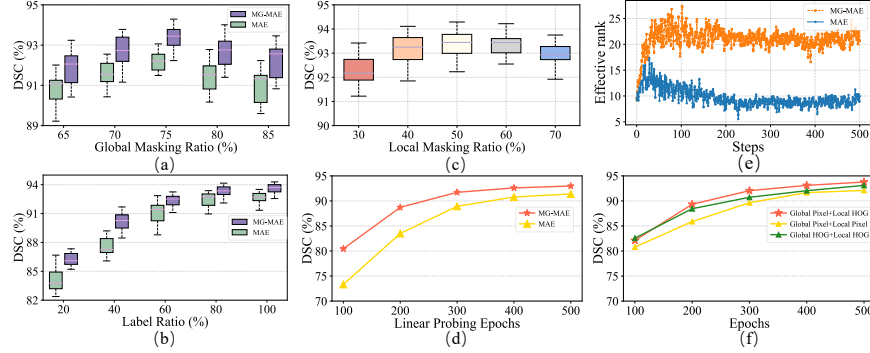 95
93
91
89
DSC (%)
MG-MAE
MAE
65 70 75 80 85
Global Masking Ratio (%)
(a)
95
94
93
92
91
90
DSC (%)
30 40 50 60 70
Local Masking Ratio (%)
(c)
25
20
15
10
5
Effective rank
MG-MAE
MAE
0 100 200 300 400 500
Steps
(e)
94
91
88
85
82
DSC (%)
MG-MAE
MAE
20 40 60 80 100
Label Ratio (%)
(b)
95
90
85
80
75
70
DSC (%)
MG-MAE
MAE
100 200 300 400 500
Linear Probing Epochs
(d)
95
90
85
80
75
70
DSC (%)
Global Pixel+Local HOG
Global Pixel+Local Pixel
Global HOG+Local HOG
100 200 300 400 500
Epochs
(f)